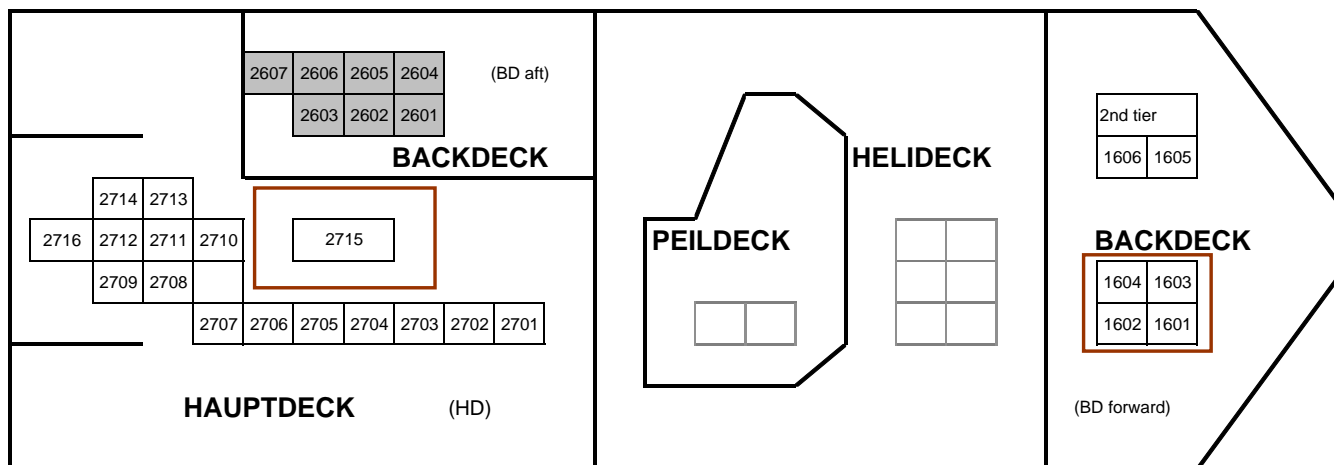 2607 2606 2605 2604 (BD aft)
2603 2602 2601
BACKDECK
2714 2713
2716 2712 2711 2710 2715
2709 2708
2707 2706 2705 2704 2703 2702 2701
HAUPTDECK (HD)
HELIDECK
PEILDECK
2nd tier
1606 1605
BACKDECK
1604 1603
1602 1601
(BD forward)